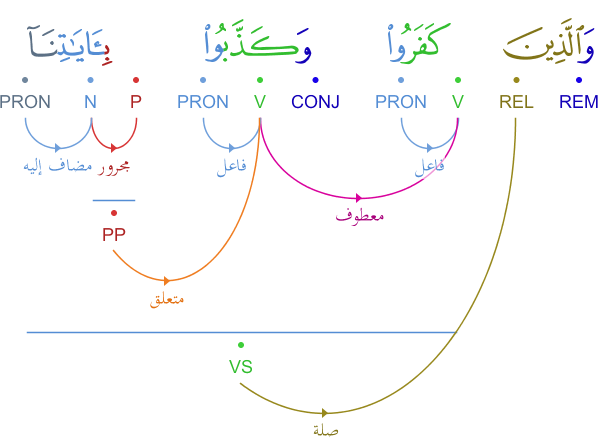 وَٱلَّذِينَ كَفَرُوا۟ وَكَذَّبُوا۟ بِـَٔايَـٰتِنَآ
PRON N P PRON V CONJ PRON V REL REM
مضاف إليه مجرور فاعل فاعل
معطوف
PP
متعلق
VS
صلة